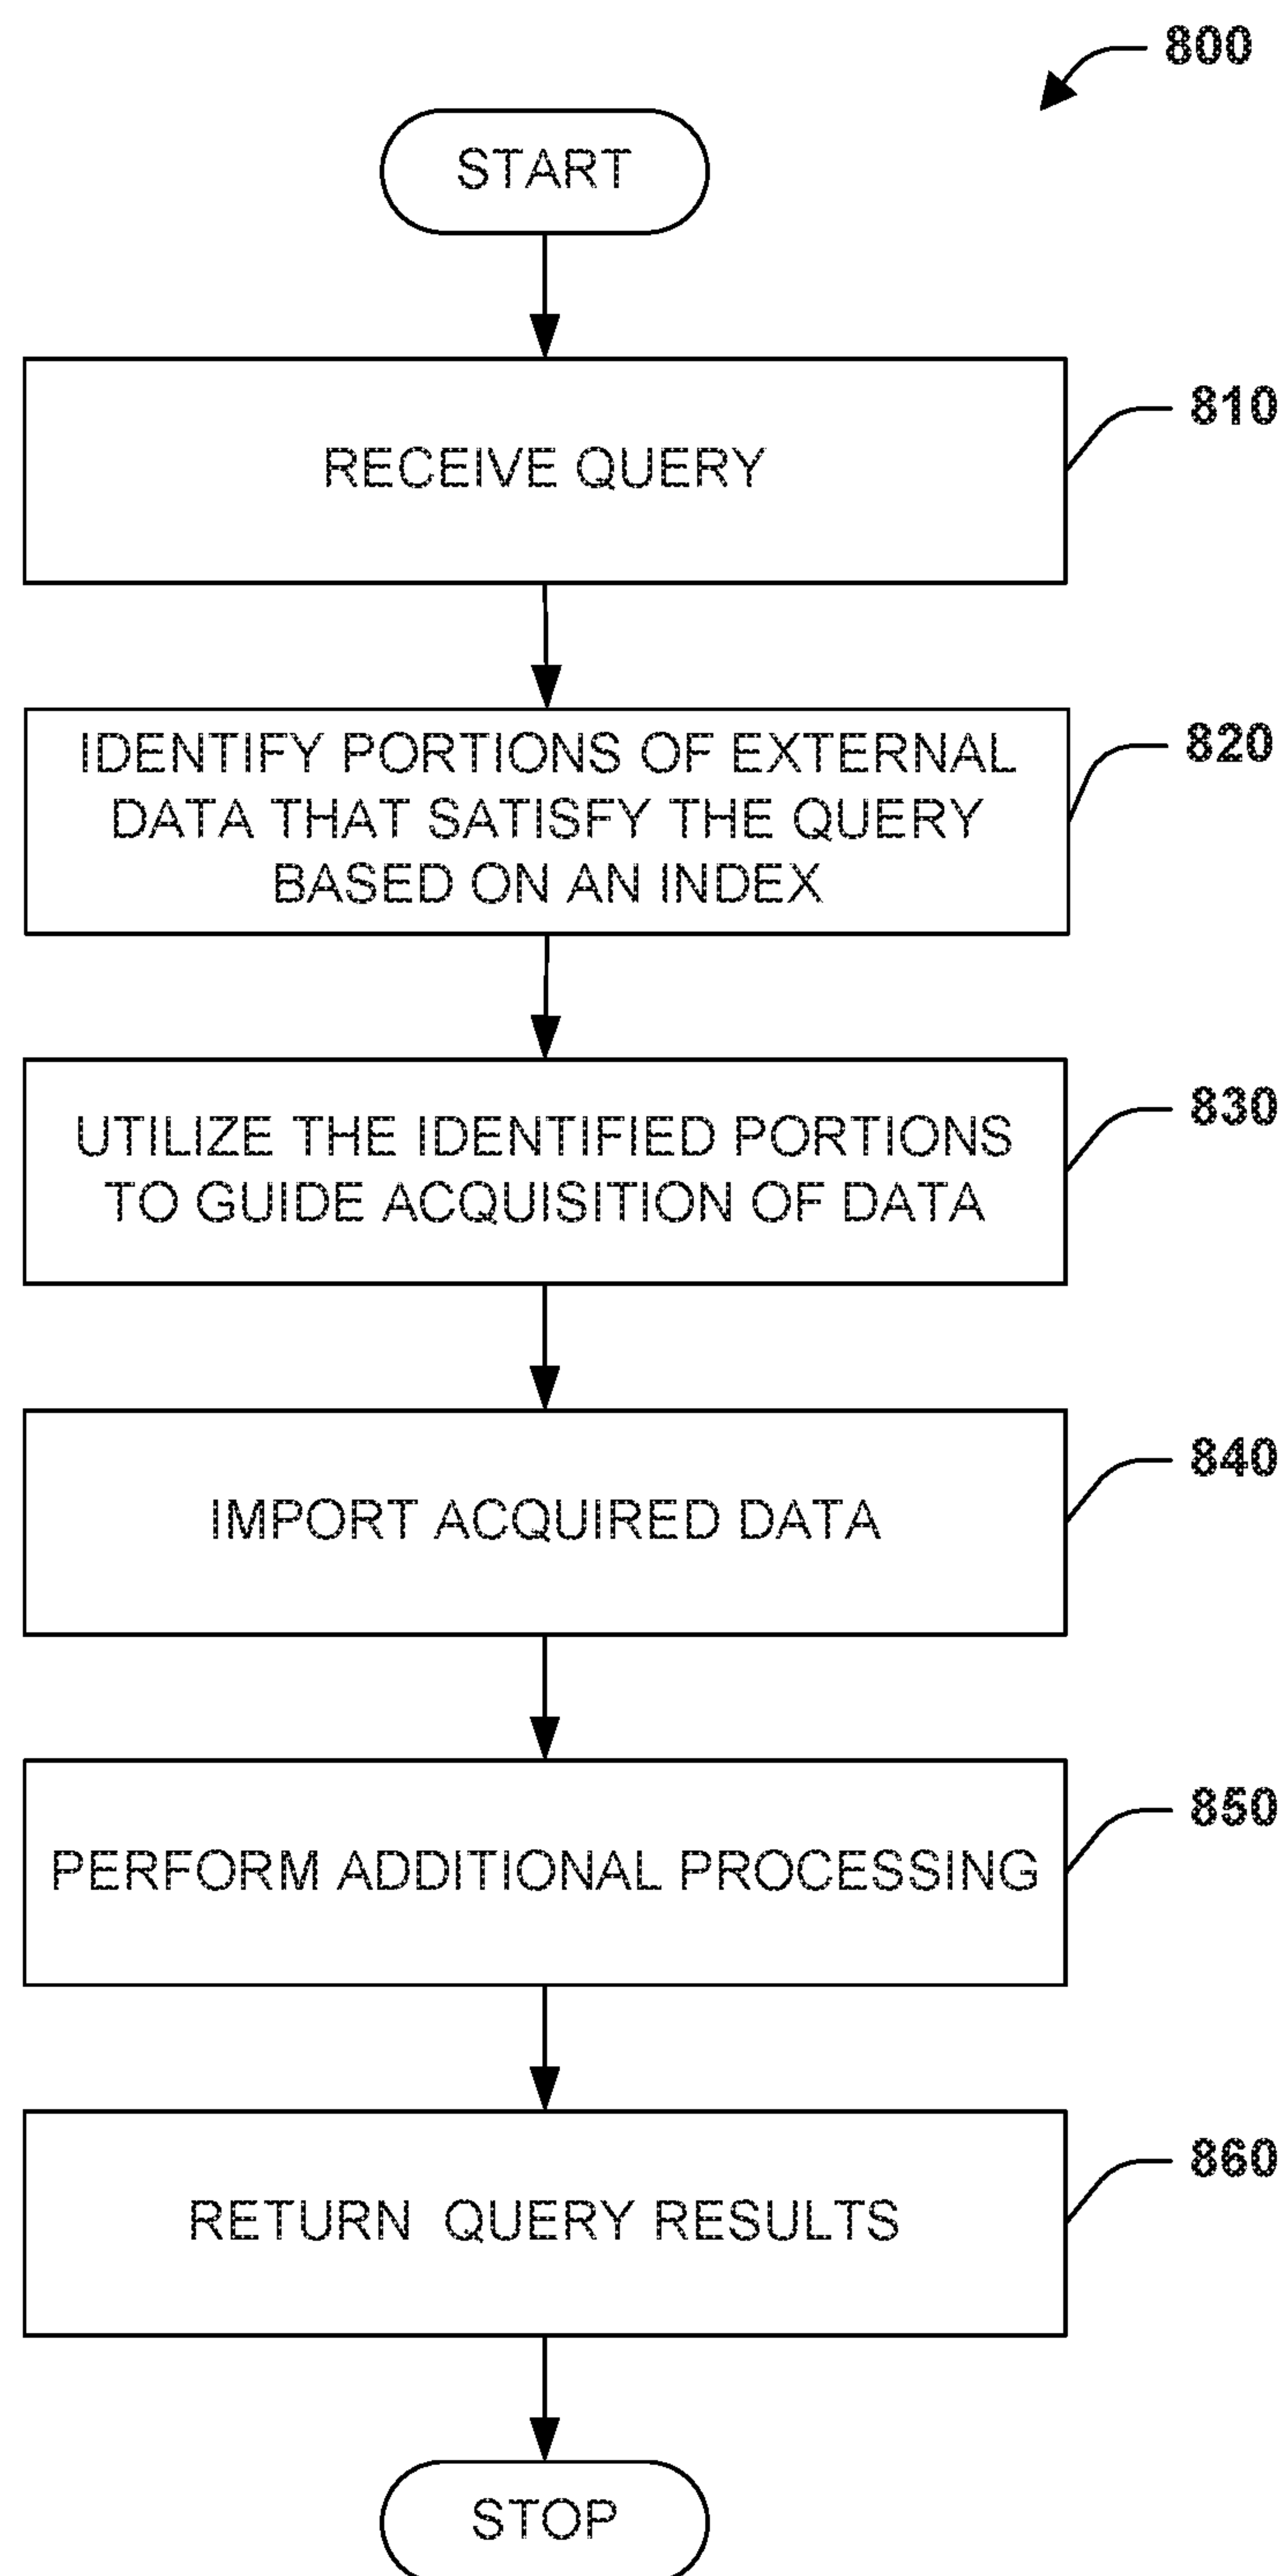 800
START
RECEIVE QUERY
810
IDENTIFY PORTIONS OF EXTERNAL
DATA THAT SATISFY THE QUERY
BASED ON AN INDEX
820
UTILIZE THE IDENTIFIED PORTIONS
TO GUIDE ACQUISITION OF DATA
830
IMPORT ACQUIRED DATA
840
PERFORM ADDITIONAL PROCESSING
850
RETURN QUERY RESULTS
860
STOP